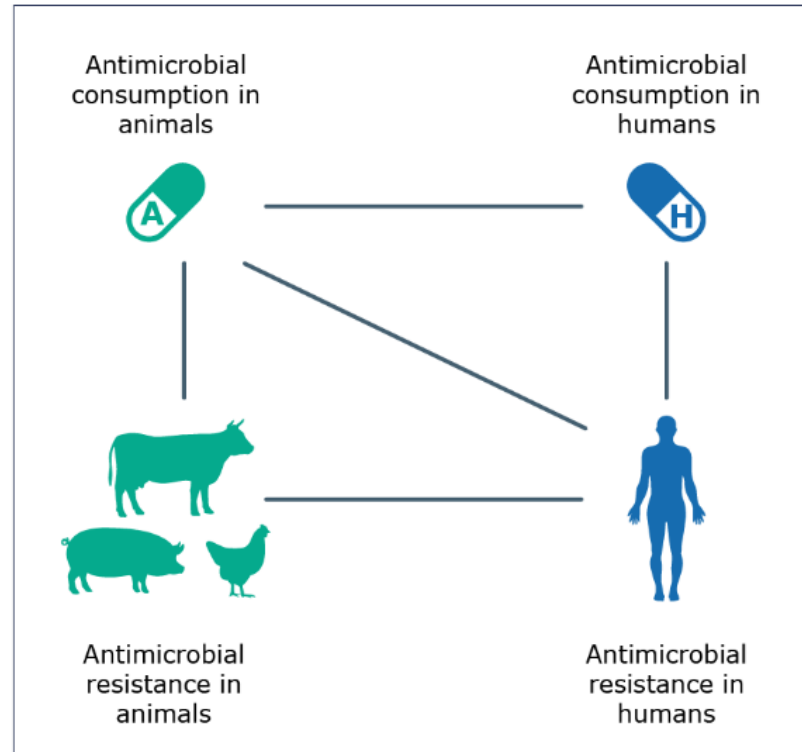 Antimicrobial
consumption in
animals
Antimicrobial
consumption in
humans
A
H
Antimicrobial
resistance in
animals
Antimicrobial
resistance in
humans